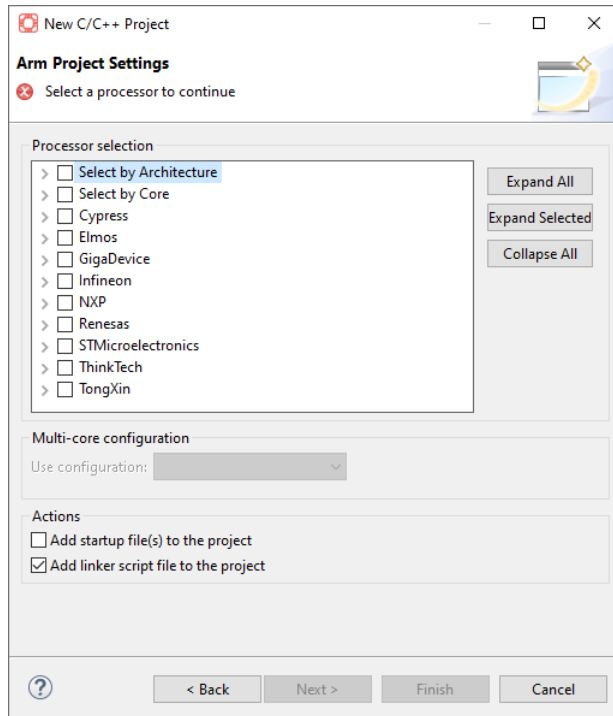 New C/C++ Project
Arm Project Settings
Select a processor to continue
Processor selection
Select by Architecture
Select by Core
Cypress
Elmos
GigaDevice
Infineon
NXP
Renesas
STMicroelectronics
ThinkTech
TongXin
Expand All
Expand Selected
Collapse All
Multi-core configuration
Use configuration:
Actions
Add startup file(s) to the project
Add linker script file to the project
? < Back Next > Finish Cancel